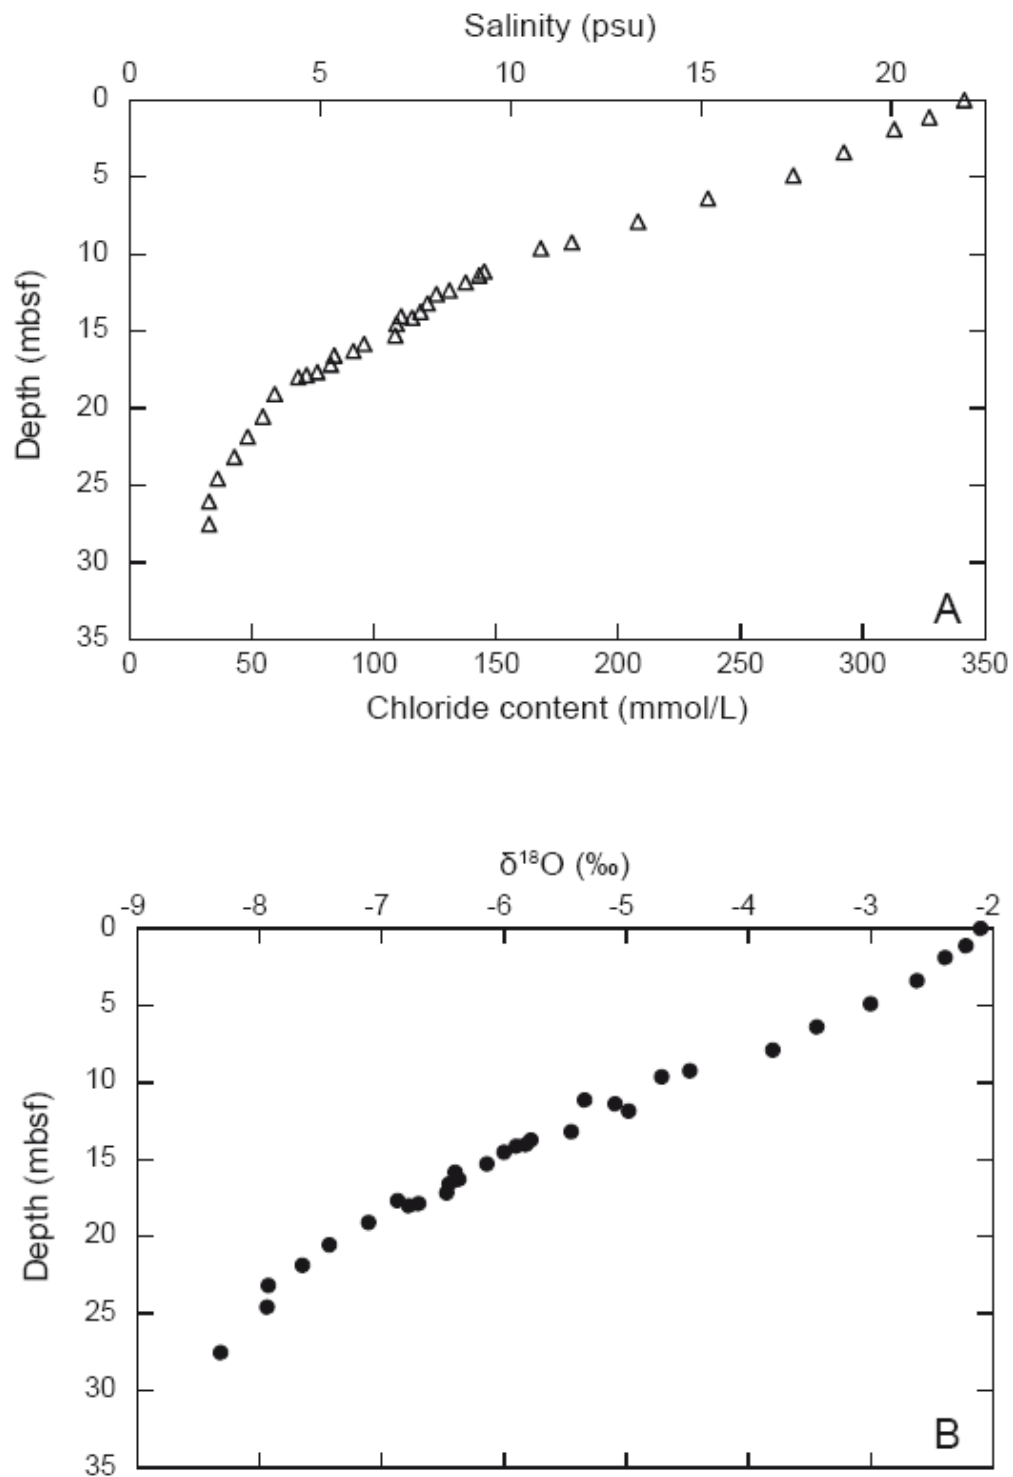 Salinity (psu)
0 5 10 15 20
0
5
10
15
20
25
30
35
Depth (mbsf)
A
0 50 100 150 200 250 300 350
Chloride content (mmol/L)
δ¹⁸O (‰)
-9 -8 -7 -6 -5 -4 -3 -2
0
5
10
15
20
25
30
35
Depth (mbsf)
B